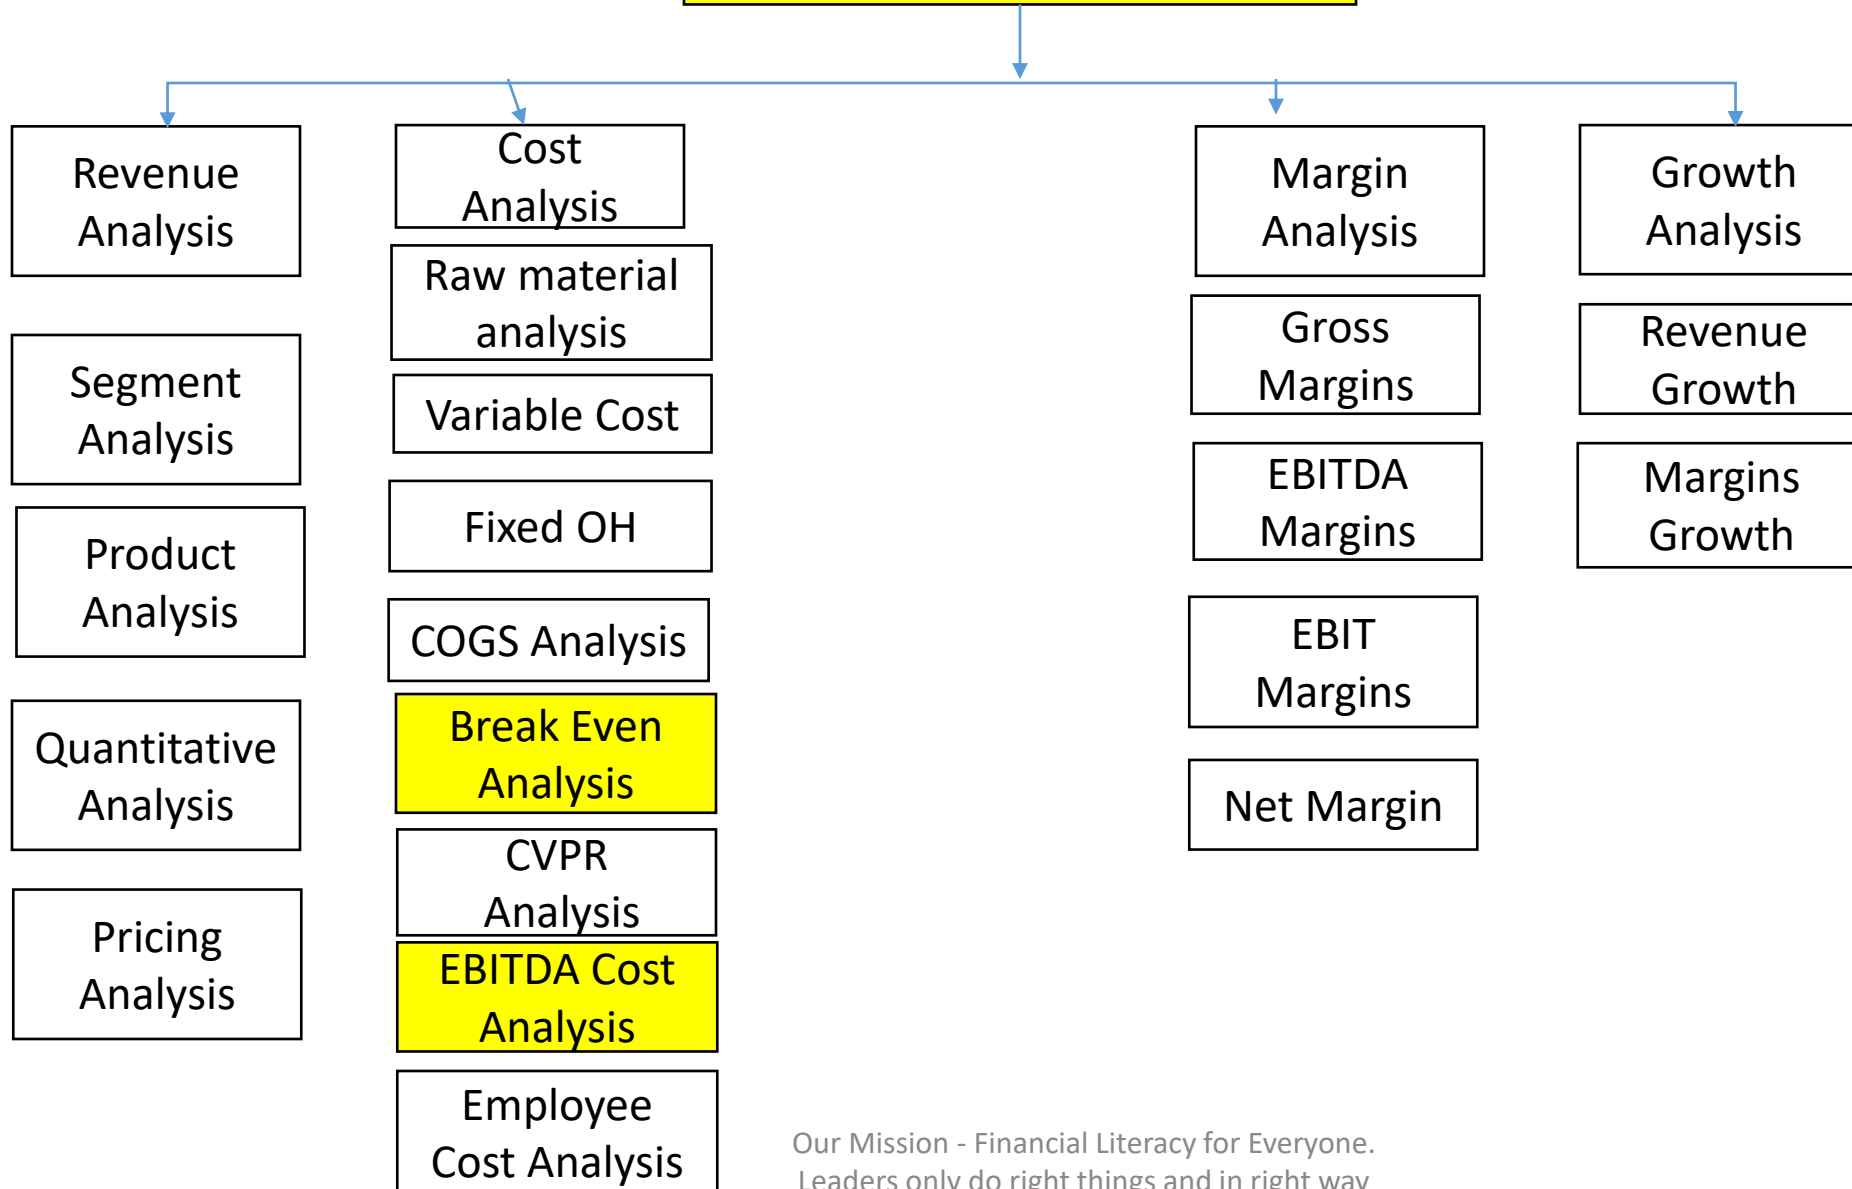 Revenue
Analysis
Segment
Analysis
Product
Analysis
Quantitative
Analysis
Pricing
Analysis
Cost
Analysis
Raw material
analysis
Variable Cost
Fixed OH
COGS Analysis
Break Even
Analysis
CVPR
Analysis
EBITDA Cost
Analysis
Employee
Cost Analysis
Margin
Analysis
Gross
Margins
EBITDA
Margins
EBIT
Margins
Net Margin
Growth
Analysis
Revenue
Growth
Margins
Growth
Our Mission - Financial Literacy for Everyone.
Leaders only do right things and in right way